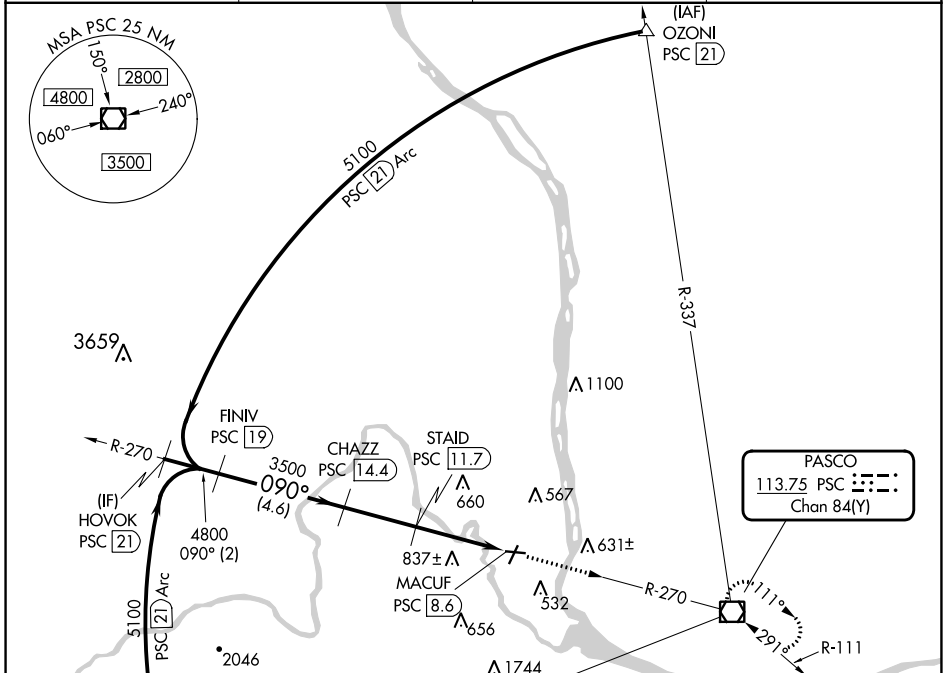 MSA PSC 25 NM
150°
2800
4800
240°
060°
3500
(IAF)
OZONI
PSC 21
5100
PSC 21 Arc
R-337
3659
1100
FINIV
PSC 19
R-270
CHAZZ
PSC 14.4
STAID
PSC 11.7
3500
090°
(4.6)
660
567
PASCO
113.75 PSC
Chan 84(Y)
(IF)
HOVOK
PSC 21
4800
090° (2)
837±
631±
MACUF
PSC 8.6
532
R-270
111°
656
291°
R-111
5100
PSC 21 Arc
2046
1744